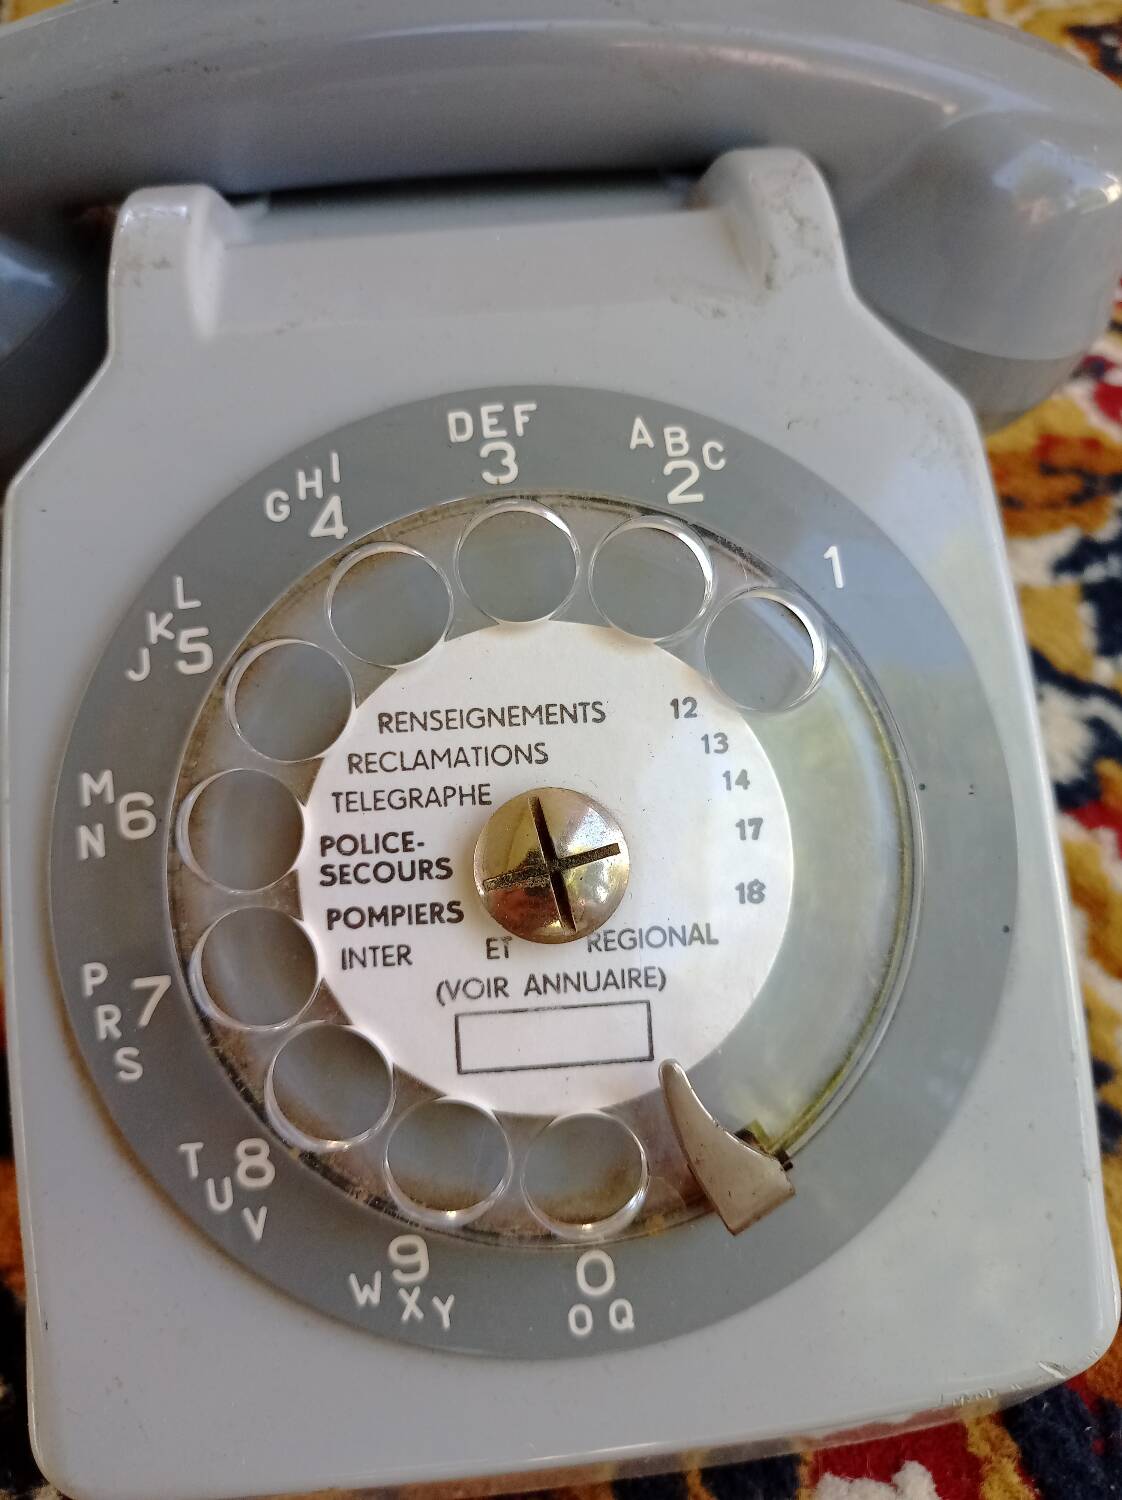 ABC
2
DEF
3
GHI
4
JKL
5
MN
6
PRS
7
TUV
8
WXY
9
OQ
0
1
RENSEIGNEMENTS 12
RECLAMATIONS 13
TELEGRAPHE 14
POLICE-
SECOURS 17
POMPIERS 18
INTER ET REGIONAL
(VOIR ANNUAIRE)